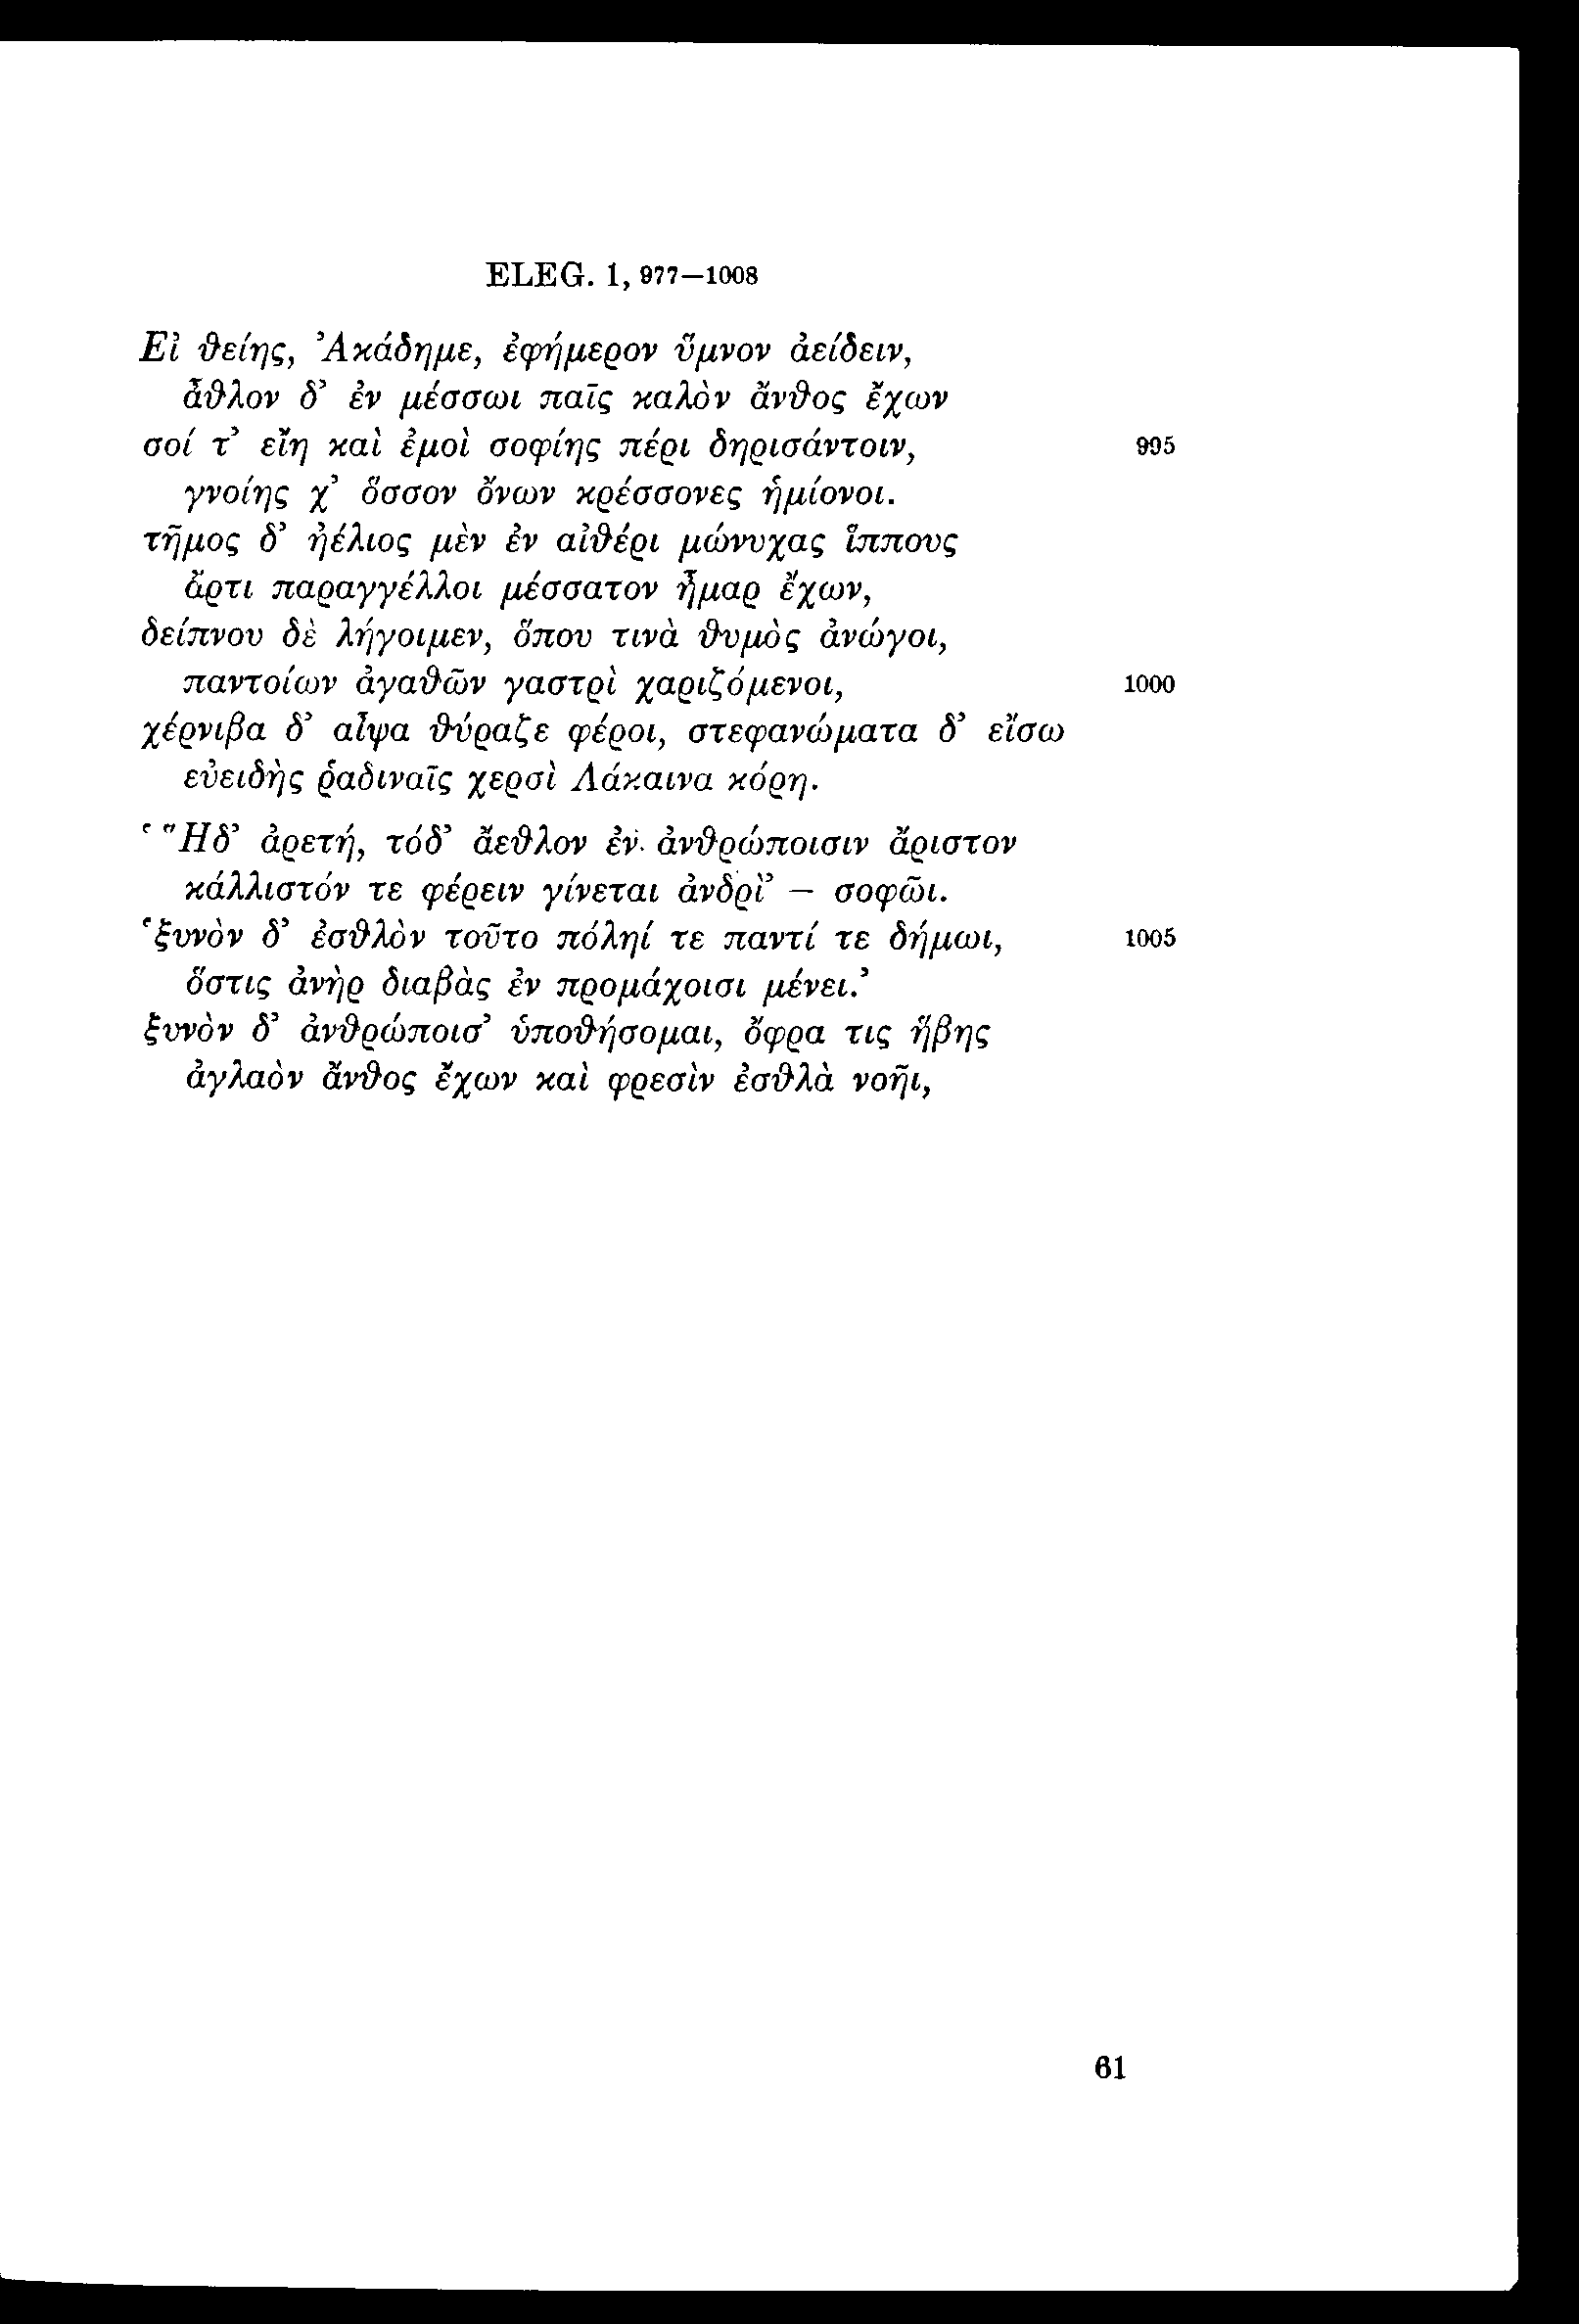 ELEG. 1, 977—1008
Εἰ θείης, Ἀκάδημε, ἐφήμερον ὕμνον ἀείδειν,
ἆθλον δ’ ἐν μέσσωι παῖς καλὸν ἄνθος ἔχων
σοί τ’ εἴη καὶ ἐμοὶ σοφίης πέρι δηρισάντοιν, 995
γνοίης χ’ ὅσσον ὄνων κρέσσονες ἡμίονοι.
τῆμος δ’ ἠέλιος μὲν ἐν αἰθέρι μώνυχας ἵππους
ἄρτι παραγγέλλοι μέσσατον ἦμαρ ἔχων,
δείπνου δὲ λήγοιμεν, ὅπου τινὰ θυμὸς ἀνώγοι,
παντοίων ἀγαθῶν γαστρὶ χαριζόμενοι, 1000
χέρνιβα δ’ αἶψα θύραζε φέροι, στεφανώματα δ’ εἴσω
εὐειδὴς ῥαδιναῖς χερσὶ Λάκαινα κόρη.
‘Ἥδ’ ἀρετή, τόδ’ ἄεθλον ἐν ἀνθρώποισιν ἄριστον
κάλλιστόν τε φέρειν γίνεται ἀνδρὶ’ — σοφῶι.
‘ξυνὸν δ’ ἐσθλὸν τοῦτο πόληί τε παντί τε δήμωι, 1005
ὅστις ἀνὴρ διαβὰς ἐν προμάχοισι μένει.’
ξυνὸν δ’ ἀνθρώποισ’ ὑποθήσομαι, ὄφρα τις ἥβης
ἀγλαὸν ἄνθος ἔχων καὶ φρεσὶν ἐσθλὰ νοῆι,
61